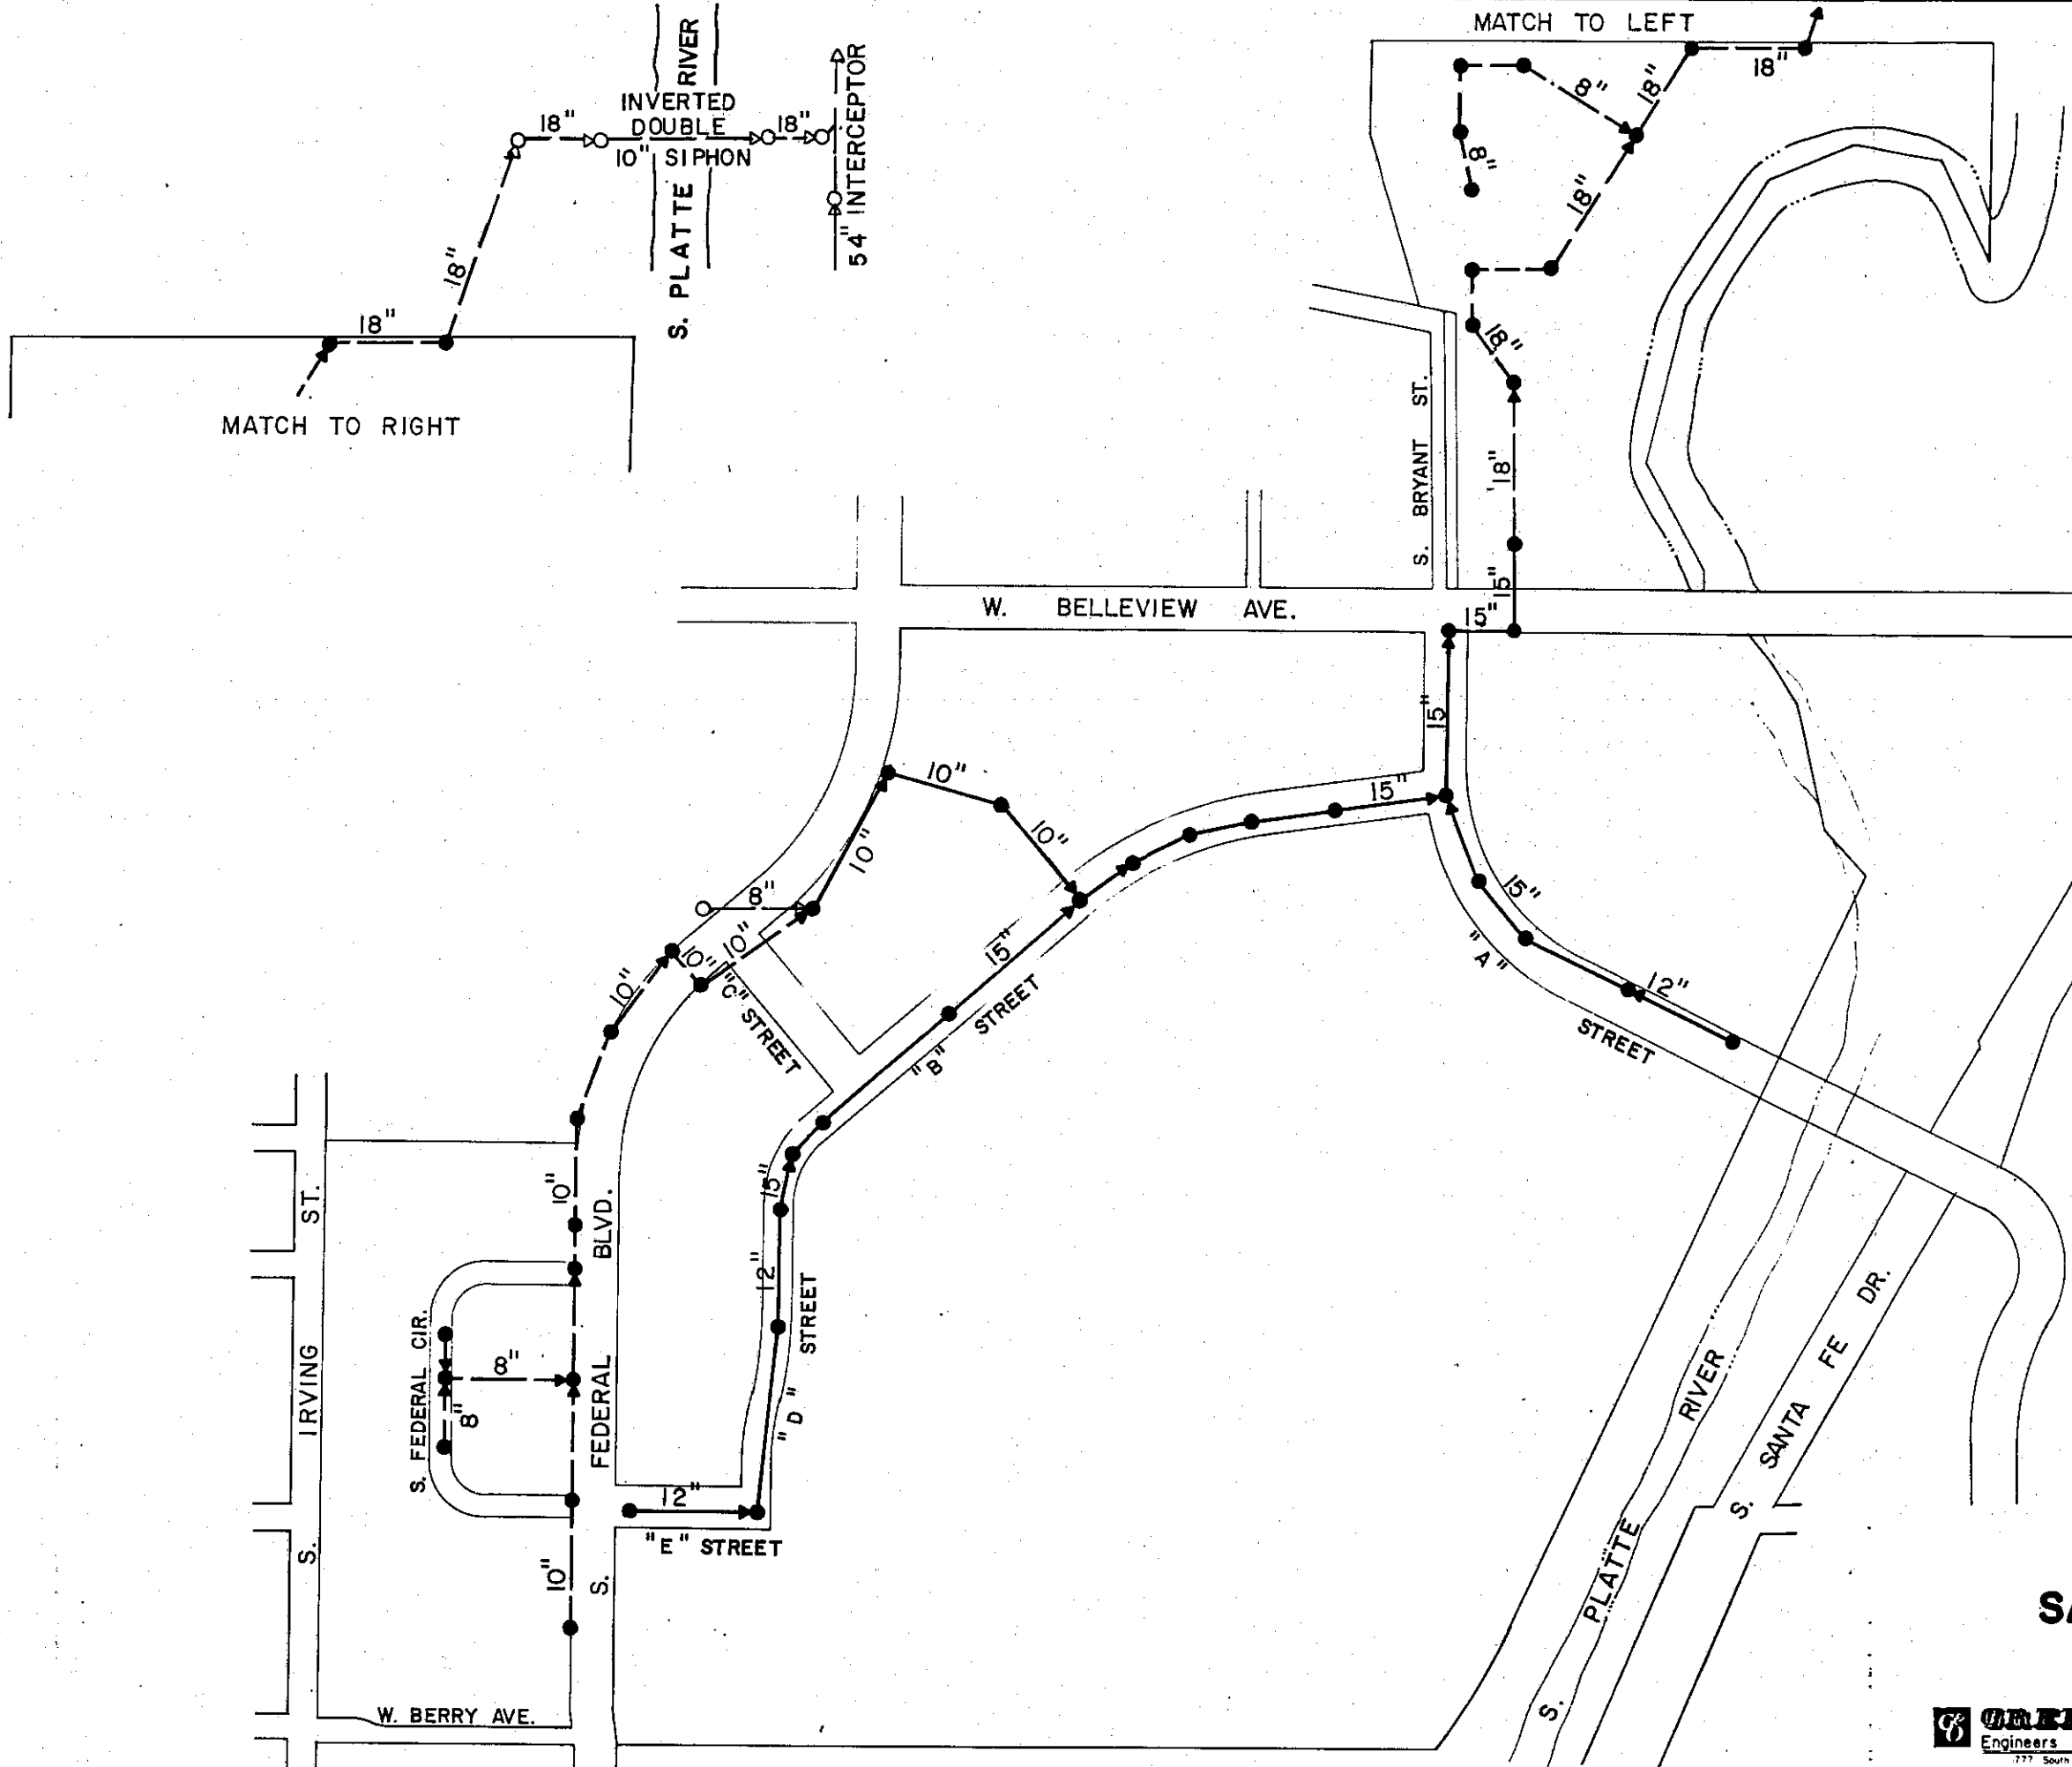 MATCH TO LEFT
18"
8"
18"
8"
18"
18"
18"
15"
15"
S. BRYANT ST.
S. PLATTE RIVER
INVERTED
DOUBLE
10" SIPHON
18"
18"
54" INTERCEPTOR
18"
18"
MATCH TO RIGHT
W. BELLEVIEW AVE.
15"
10"
10"
15"
10"
8"
10"
10"
10"
"C" STREET
15"
"B" STREET
15"
"A" STREET
12"
10"
15"
12"
"D" STREET
S. IRVING ST.
S. FEDERAL BLVD.
S. FEDERAL CIR.
8"
8"
12"
"E" STREET
10"
W. BERRY AVE.
S. PLATTE RIVER
S. SANTA FE DR.
Engineers
777 South